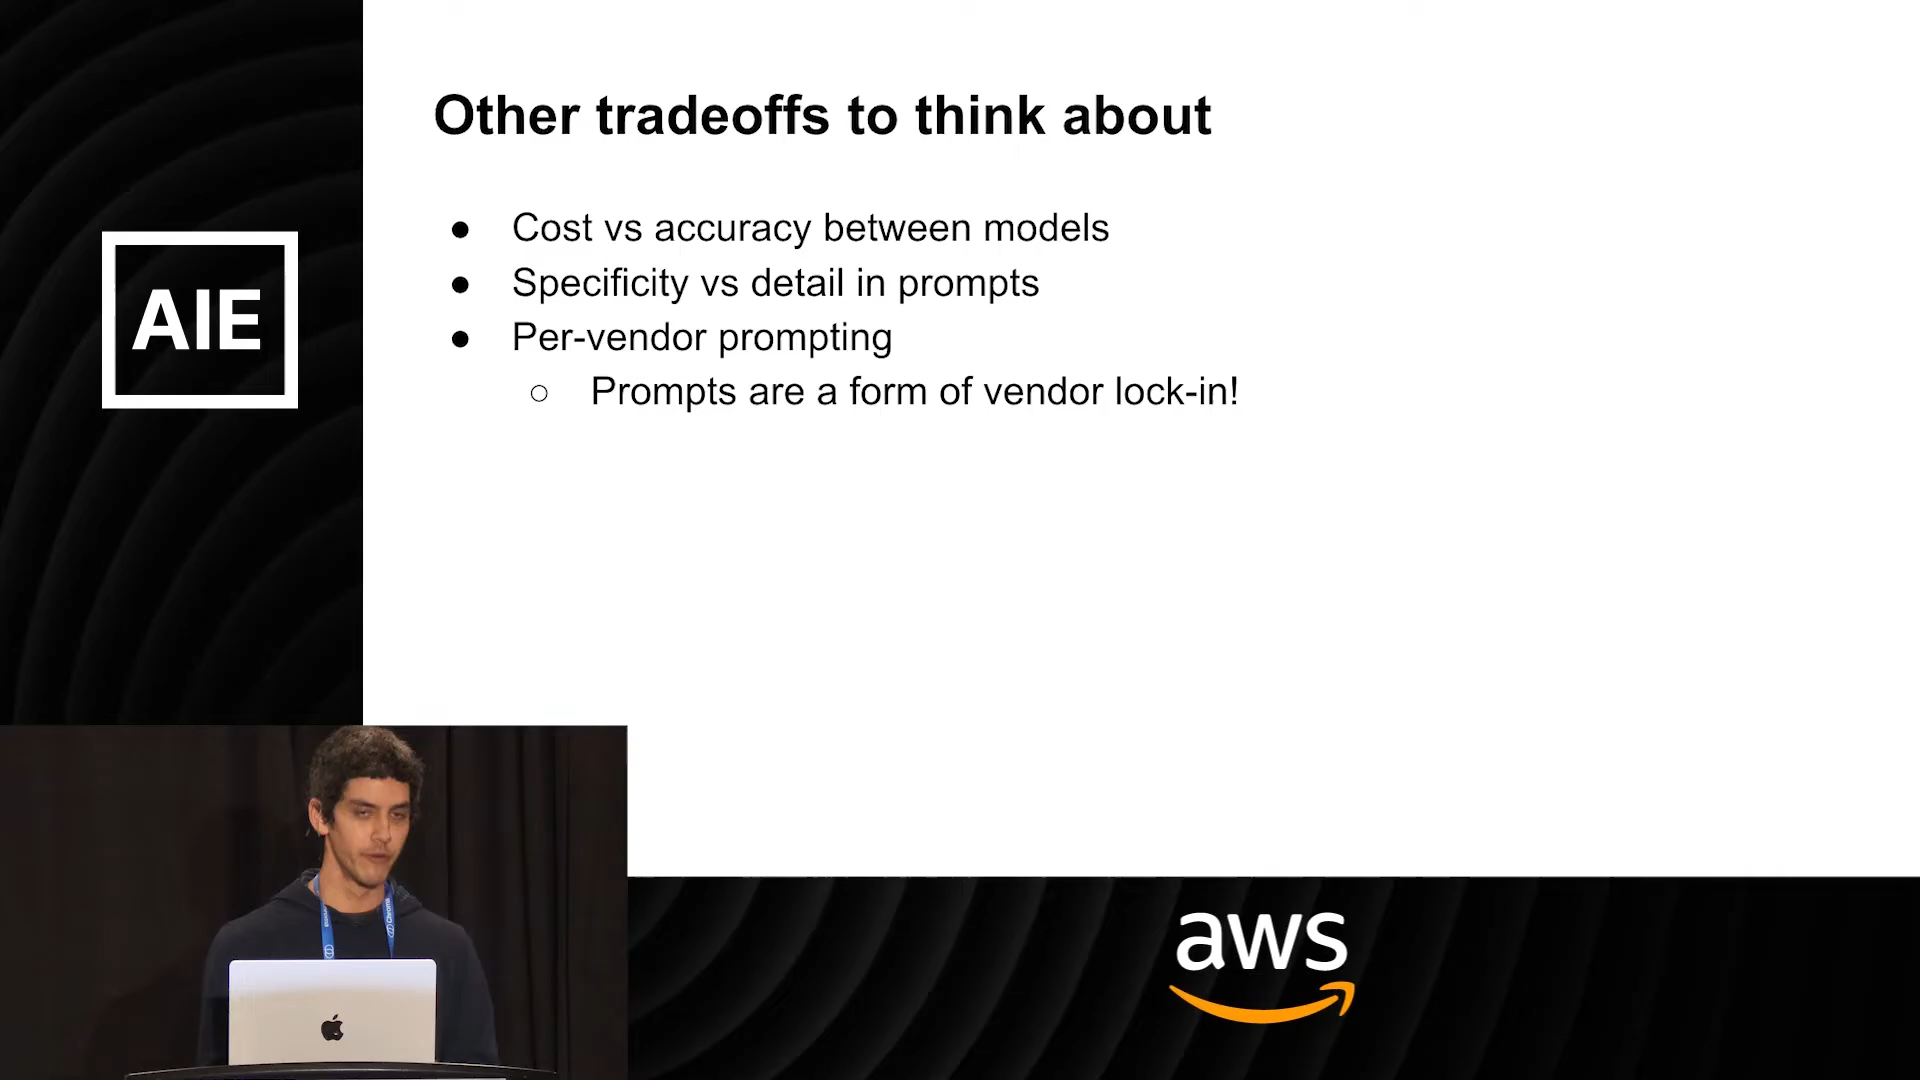 AIE
Other tradeoffs to think about
● Cost vs accuracy between models
● Specificity vs detail in prompts
● Per-vendor prompting
○ Prompts are a form of vendor lock-in!
Chroma
aws